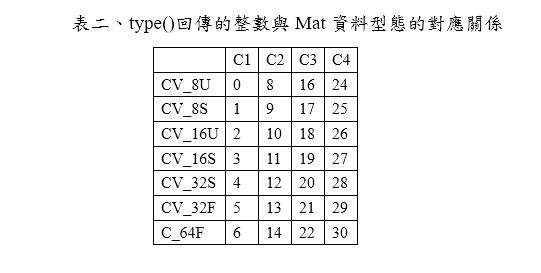 表二、type()回傳的整數與 Mat 資料型態的對應關係
C1 C2 C3 C4
CV_8U 0 8 16 24
CV_8S 1 9 17 25
CV_16U 2 10 18 26
CV_16S 3 11 19 27
CV_32S 4 12 20 28
CV_32F 5 13 21 29
C_64F 6 14 22 30